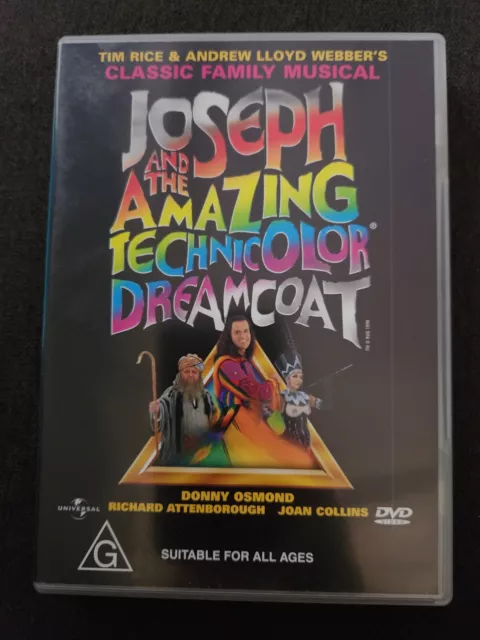 TIM RICE & ANDREW LLOYD WEBBER'S
CLASSIC FAMILY MUSICAL
JOSEPH
AND THE
AMAZING
TECHNICOLOR®
DREAMCOAT
DONNY OSMOND
RICHARD ATTENBOROUGH JOAN COLLINS
UNIVERSAL
DVD
VIDEO
G
SUITABLE FOR ALL AGES